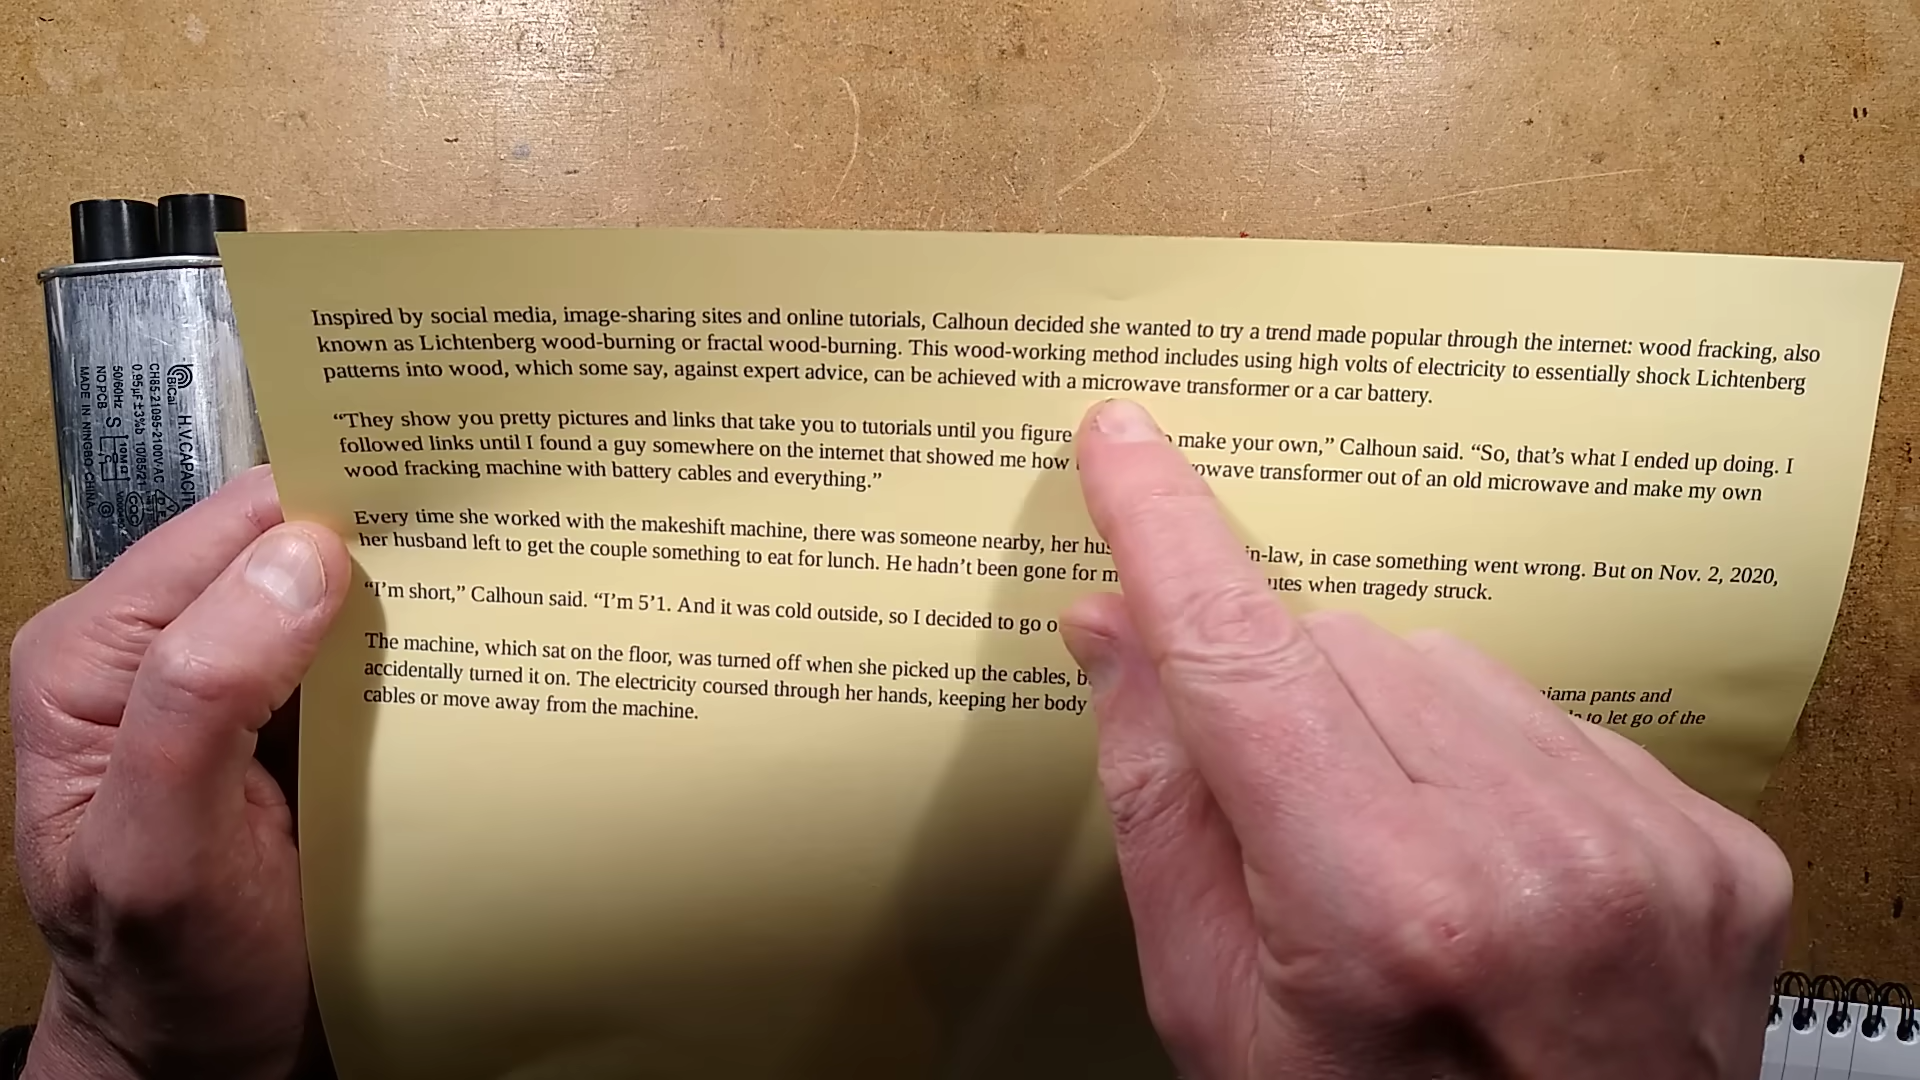 Inspired by social media, image-sharing sites and online tutorials, Calhoun decided she wanted to try a trend made popular through the internet: wood fracking, also
known as Lichtenberg wood-burning or fractal wood-burning. This wood-working method includes using high volts of electricity to essentially shock Lichtenberg
patterns into wood, which some say, against expert advice, can be achieved with a microwave transformer or a car battery.
“They show you pretty pictures and links that take you to tutorials until you figure make your own,” Calhoun said. “So, that’s what I ended up doing. I
followed links until I found a guy somewhere on the internet that showed me how transformer out of an old microwave and make my own
wood fracking machine with battery cables and everything.”
Every time she worked with the makeshift machine, there was someone nearby, her in-law, in case something went wrong. But on Nov. 2, 2020,
her husband left to get the couple something to eat for lunch. He hadn’t been gone for when tragedy struck.
“I’m short,” Calhoun said. “I’m 5’1. And it was cold outside, so I decided to go
The machine, which sat on the floor, was turned off when she picked up the cables, pants and
accidentally turned it on. The electricity coursed through her hands, keeping her body to let go of the
cables or move away from the machine.
BiCai H.V.CAPACIT
CH85-21095-2100V·AC
0.95µF±3%b 10/85/21
50/60Hz S 10MΩ
NO PCB
MADE IN NINGBO CHINA